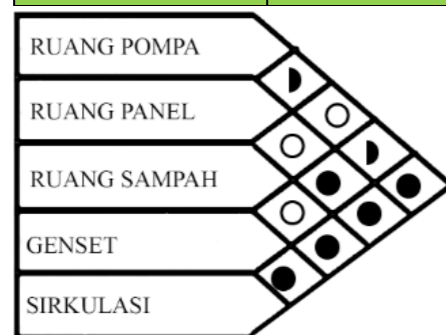 RUANG POMPA
RUANG PANEL
RUANG SAMPAH
GENSET
SIRKULASI